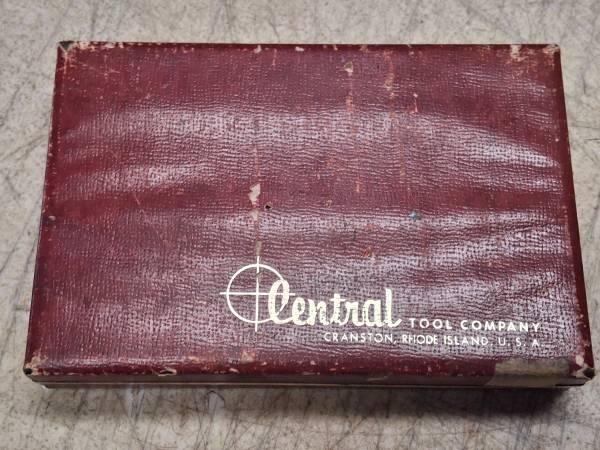 Central TOOL COMPANY
CRANSTON, RHODE ISLAND, U. S. A.